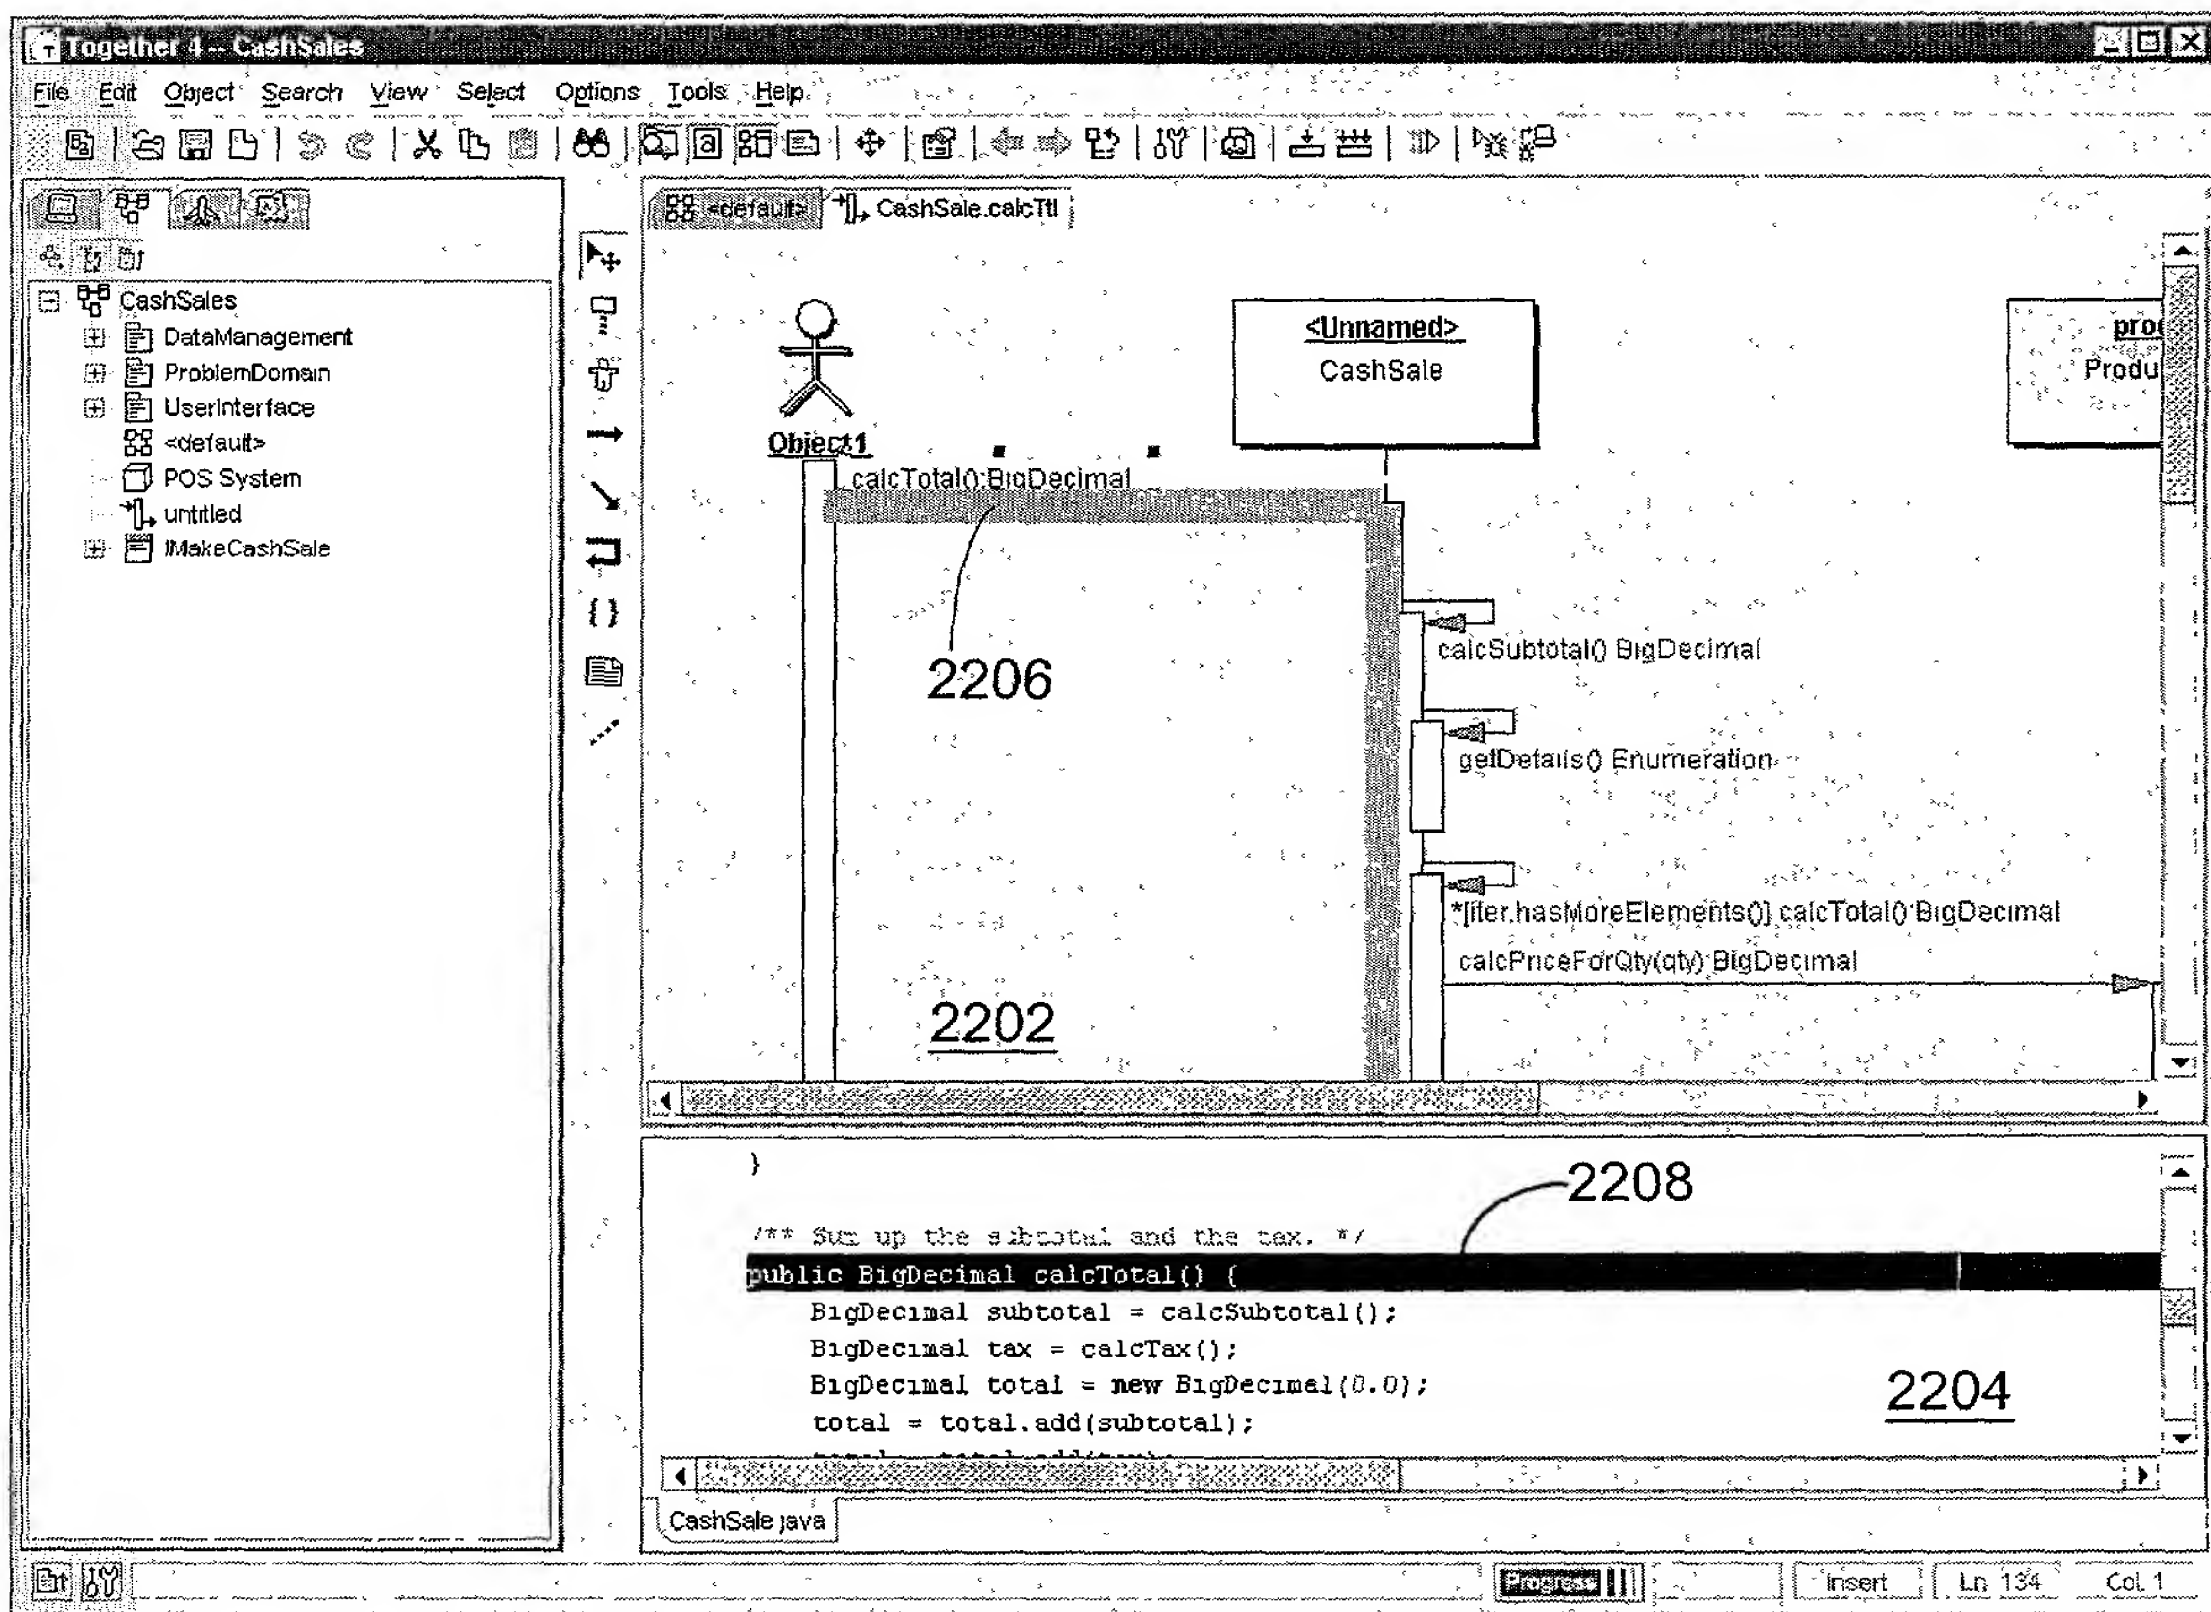 Together 4 -- CashSales
File Edit Object Search View Select Options Tools Help
<default> CashSale.calcTtl
CashSales
DataManagement
ProblemDomain
UserInterface
<default>
POS System
untitled
IMakeCashSale
Object1
<Unnamed>
CashSale
pro
Produ
calcTotal():BigDecimal
2206
calcSubtotal() BigDecimal
getDetails() Enumeration
*[iter.hasMoreElements()] calcTotal():BigDecimal
calcPriceForQty(qty):BigDecimal
2202
}
2208
/** Sum up the subtotal and the tax. */
public BigDecimal calcTotal() {
BigDecimal subtotal = calcSubtotal();
BigDecimal tax = calcTax();
BigDecimal total = new BigDecimal(0.0);
total = total.add(subtotal);
2204
CashSale java
Progress Insert Ln 134 Col 1